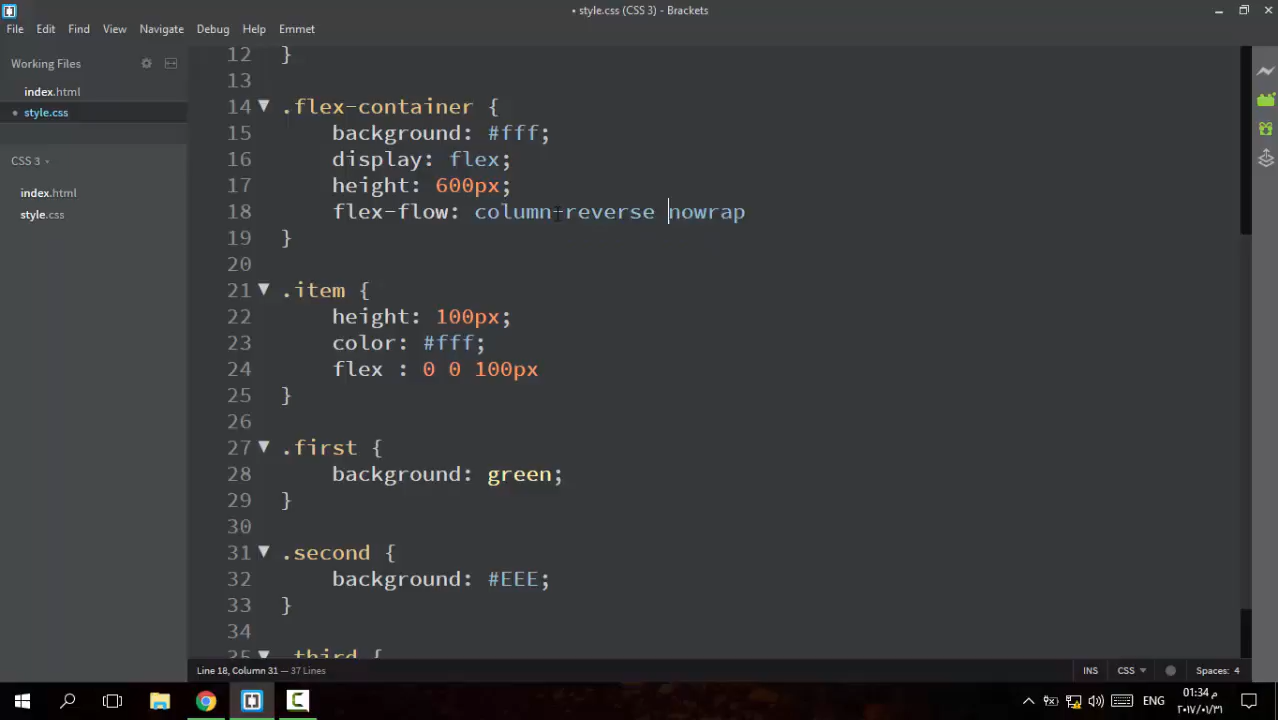 • style.css (CSS 3) - Brackets
File Edit Find View Navigate Debug Help Emmet
Working Files
index.html
• style.css
CSS 3
index.html
style.css
12 }
13
14 .flex-container {
15 background: #fff;
16 display: flex;
17 height: 600px;
18 flex-flow: column-reverse nowrap
19 }
20
21 .item {
22 height: 100px;
23 color: #fff;
24 flex : 0 0 100px
25 }
26
27 .first {
28 background: green;
29 }
30
31 .second {
32 background: #EEE;
33 }
34
35 .third {
Line 18, Column 31 — 37 Lines
INS CSS Spaces: 4
ENG
01:34 م
٢٠١٧/٠١/٣١